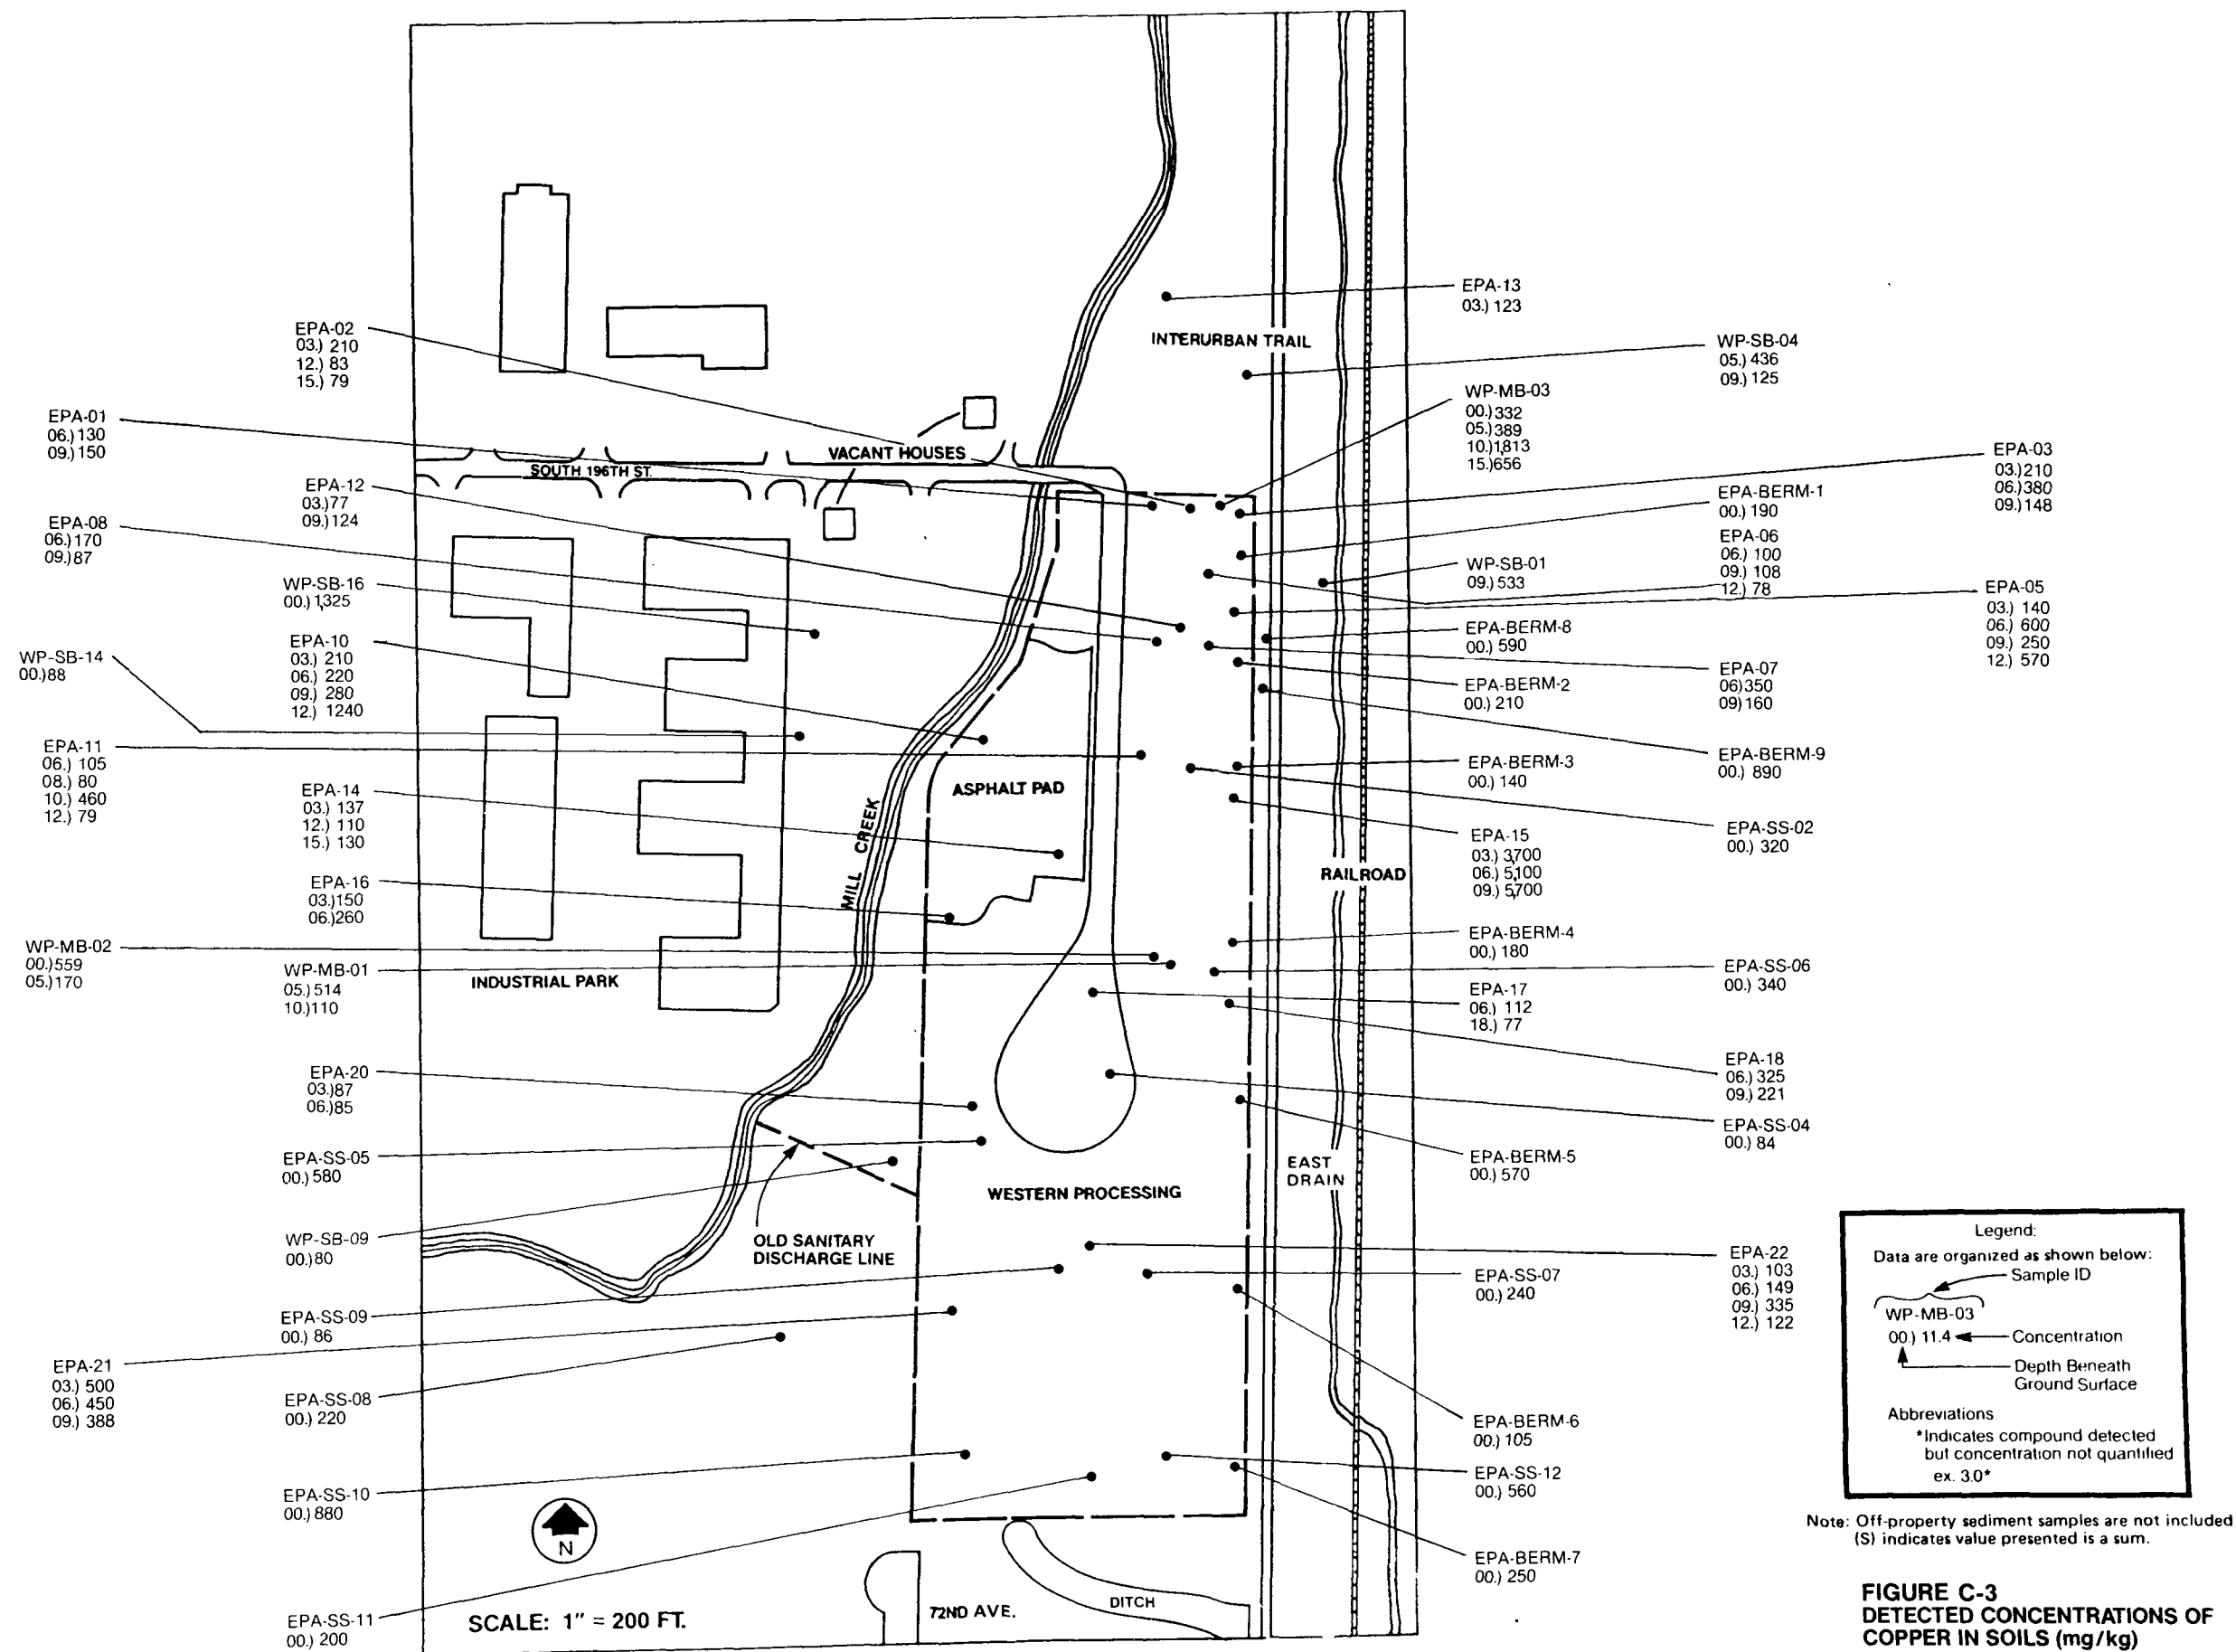 EPA-13
03.) 123
INTERURBAN TRAIL
WP-SB-04
05.) 436
09.) 125
EPA-02
03.) 210
12.) 83
15.) 79
WP-MB-03
00.) 332
05.) 389
10.) 1,813
15.) 656
EPA-01
06.) 130
09.) 150
VACANT HOUSES
SOUTH 196TH ST.
EPA-03
03.) 210
06.) 380
09.) 148
EPA-12
03.) 77
09.) 124
EPA-BERM-1
00.) 190
EPA-08
06.) 170
09.) 87
EPA-06
06.) 100
09.) 108
12.) 78
WP-SB-01
09.) 533
WP-SB-16
00.) 1,325
EPA-05
03.) 140
06.) 600
09.) 250
12.) 570
EPA-10
03.) 210
06.) 220
09.) 280
12.) 1240
EPA-BERM-8
00.) 590
WP-SB-14
00.) 88
EPA-07
06) 350
09) 160
EPA-BERM-2
00.) 210
EPA-11
06.) 105
08.) 80
10.) 460
12.) 79
EPA-BERM-9
00.) 890
EPA-BERM-3
00.) 140
EPA-14
03.) 137
12.) 110
15.) 130
ASPHALT PAD
MILL CREEK
EPA-SS-02
00.) 320
EPA-15
03.) 3,700
06.) 5,100
09.) 5,700
RAILROAD
EPA-16
03.) 150
06.) 260
WP-MB-02
00.) 559
05.) 170
EPA-BERM-4
00.) 180
WP-MB-01
05.) 514
10.) 110
INDUSTRIAL PARK
EPA-SS-06
00.) 340
EPA-17
06.) 112
18.) 77
EPA-18
06.) 325
09.) 221
EPA-20
03.) 87
06.) 85
EPA-SS-04
00.) 84
EPA-SS-05
00.) 580
EPA-BERM-5
00.) 570
EAST
DRAIN
WESTERN PROCESSING
WP-SB-09
00.) 80
OLD SANITARY
DISCHARGE LINE
EPA-22
03.) 103
06.) 149
09.) 335
12.) 122
EPA-SS-07
00.) 240
EPA-SS-09
00.) 86
EPA-21
03.) 500
06.) 450
09.) 388
EPA-SS-08
00.) 220
EPA-BERM-6
00.) 105
EPA-SS-12
00.) 560
EPA-SS-10
00.) 880
EPA-BERM-7
00.) 250
N
EPA-SS-11
00.) 200
SCALE: 1" = 200 FT.
72ND AVE.
DITCH
Legend:
Data are organized as shown below:
Sample ID
WP-MB-03
00.) 11.4 Concentration
Depth Beneath
Ground Surface
Abbreviations
*Indicates compound detected
but concentration not quantified
ex. 3.0*
Note: Off-property sediment samples are not included
(S) indicates value presented is a sum.
FIGURE C-3
DETECTED CONCENTRATIONS OF
COPPER IN SOILS (mg/kg)